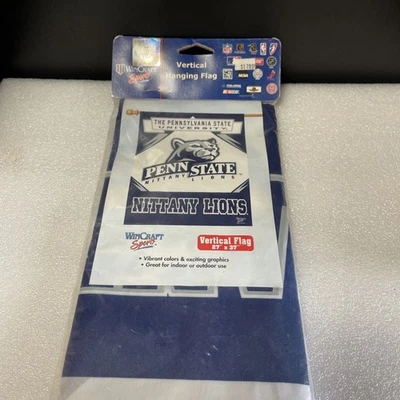 WINCRAFT
Sports
Vertical
Hanging Flag
THE PENNSYLVANIA STATE
UNIVERSITY
PENN STATE
NITTANY LIONS
NITTANY LIONS
WINCRAFT
Sports
Vertical Flag
27" x 37"
• Vibrant colors & exciting graphics
• Great for indoor or outdoor use